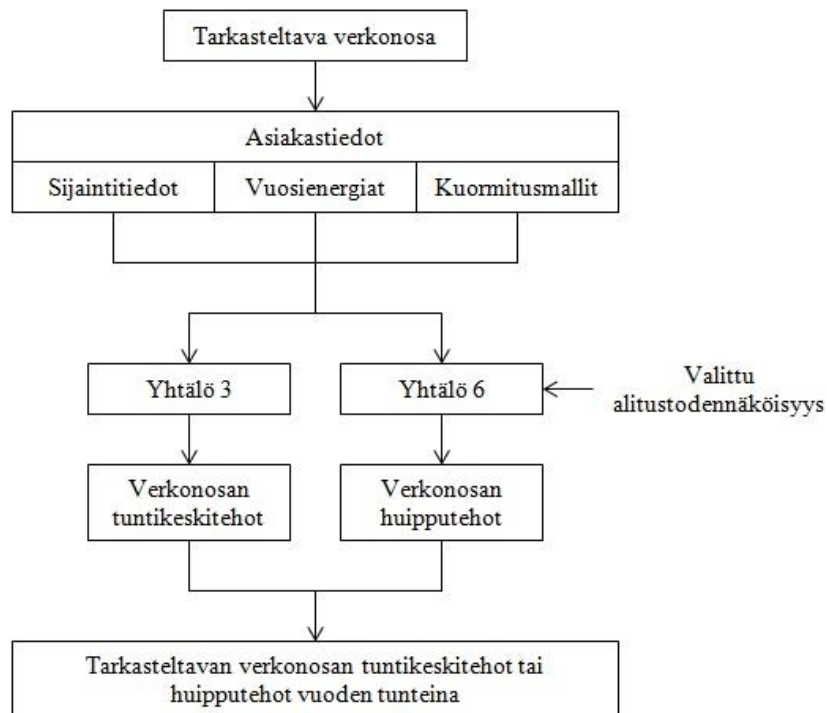 Tarkasteltava verkonosa
Asiakastiedot
Sijaintitiedot
Vuosienergiat
Kuormitusmallit
Yhtälö 3
Yhtälö 6
Valittu
alitustodennäköisyys
Verkonosan
tuntikeskitehot
Verkonosan
huipputehot
Tarkasteltavan verkonosan tuntikeskitehot tai
huipputehot vuoden tunteina